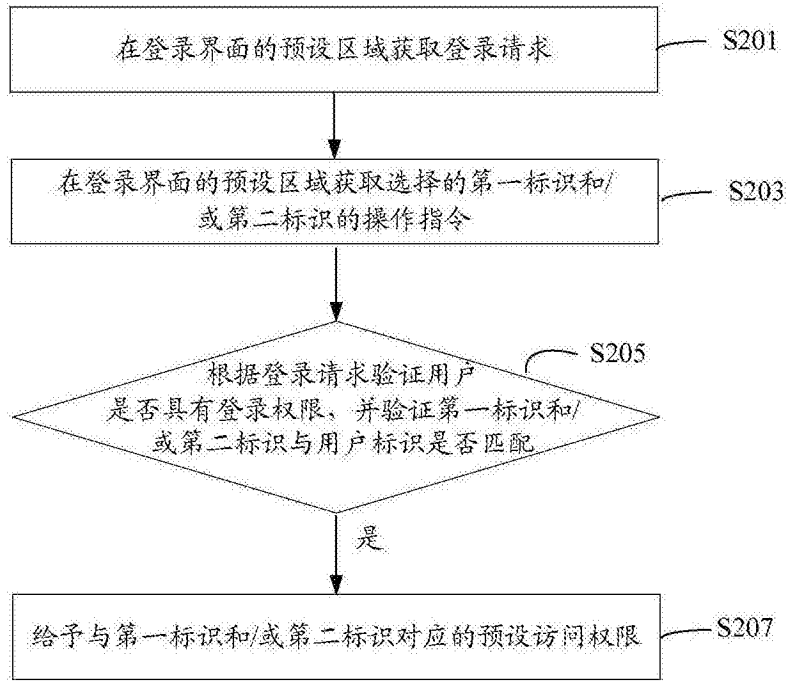 在登录界面的预设区域获取登录请求
S201
在登录界面的预设区域获取选择的第一标识和/
或第二标识的操作指令
S203
根据登录请求验证用户
是否具有登录权限、并验证第一标识和/
或第二标识与用户标识是否匹配
S205
是
给予与第一标识和/或第二标识对应的预设访问权限
S207